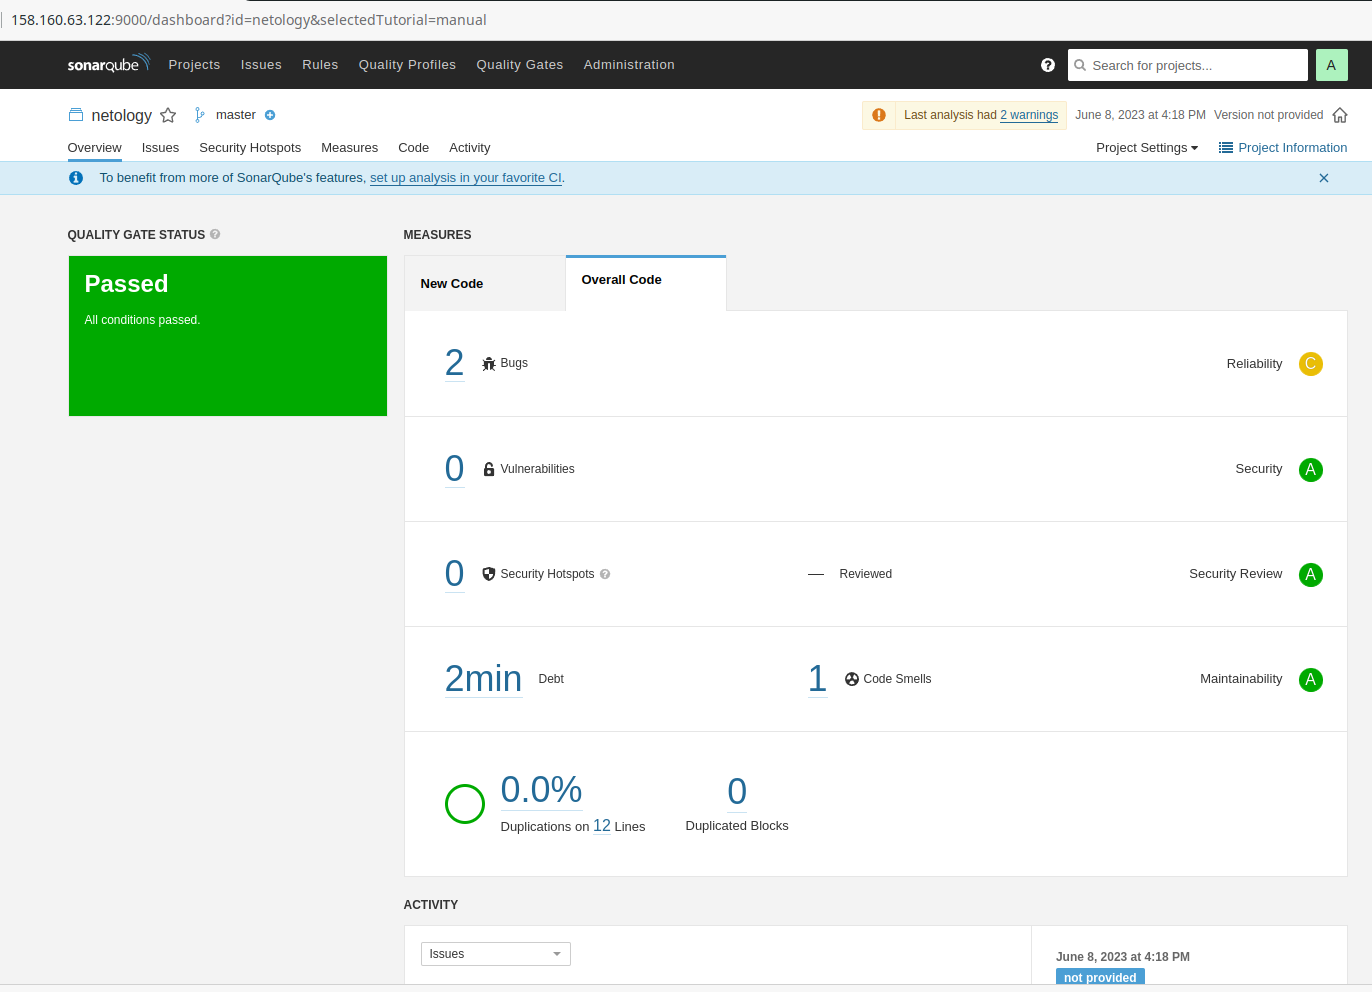 158.160.63.122:9000/dashboard?id=netology&selectedTutorial=manual
sonarqube Projects Issues Rules Quality Profiles Quality Gates Administration ? Search for projects... A
netology master Last analysis had 2 warnings June 8, 2023 at 4:18 PM Version not provided
Overview Issues Security Hotspots Measures Code Activity Project Settings Project Information
To benefit from more of SonarQube's features, set up analysis in your favorite CI.
QUALITY GATE STATUS ? MEASURES
Passed
All conditions passed.
New Code Overall Code
2 Bugs Reliability C
0 Vulnerabilities Security A
0 Security Hotspots ? — Reviewed Security Review A
2min Debt 1 Code Smells Maintainability A
0.0% 0
Duplications on 12 Lines Duplicated Blocks
ACTIVITY
Issues June 8, 2023 at 4:18 PM
not provided